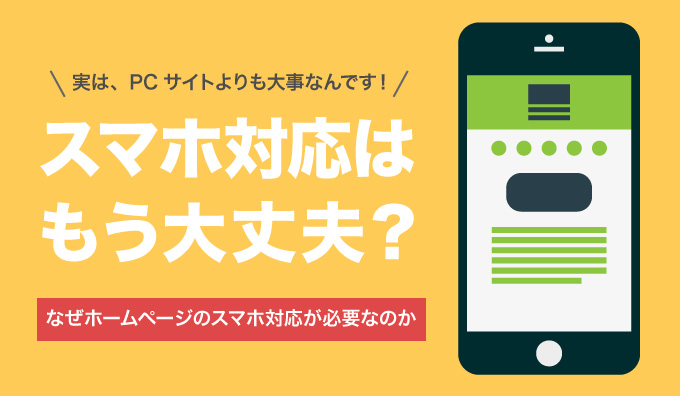 実は、PCサイトよりも大事なんです!
スマホ対応は
もう大丈夫?
なぜホームページのスマホ対応が必要なのか